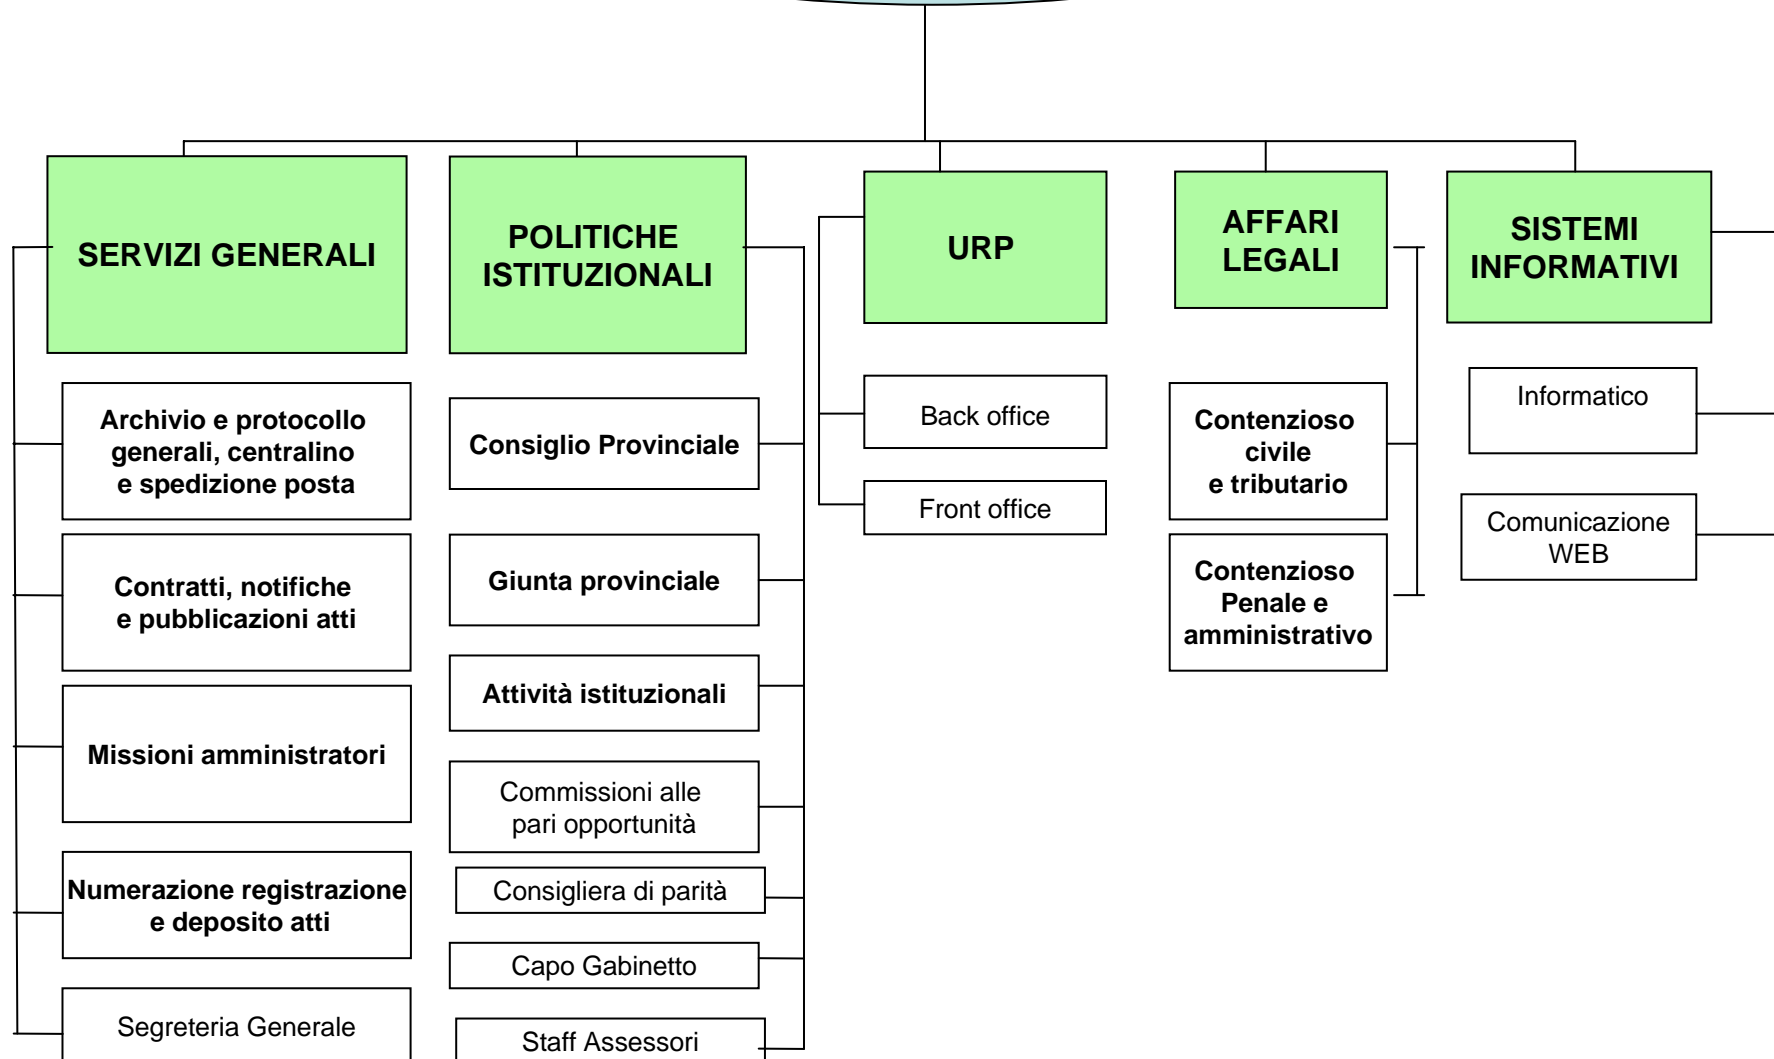 SERVIZI GENERALI
POLITICHE
ISTITUZIONALI
URP
AFFARI
LEGALI
SISTEMI
INFORMATIVI
Archivio e protocollo
generali, centralino
e spedizione posta
Contratti, notifiche
e pubblicazioni atti
Missioni amministratori
Numerazione registrazione
e deposito atti
Segreteria Generale
Consiglio Provinciale
Giunta provinciale
Attività istituzionali
Commissioni alle
pari opportunità
Consigliera di parità
Capo Gabinetto
Staff Assessori
Back office
Front office
Contenzioso
civile
e tributario
Contenzioso
Penale e
amministrativo
Informatico
Comunicazione
WEB